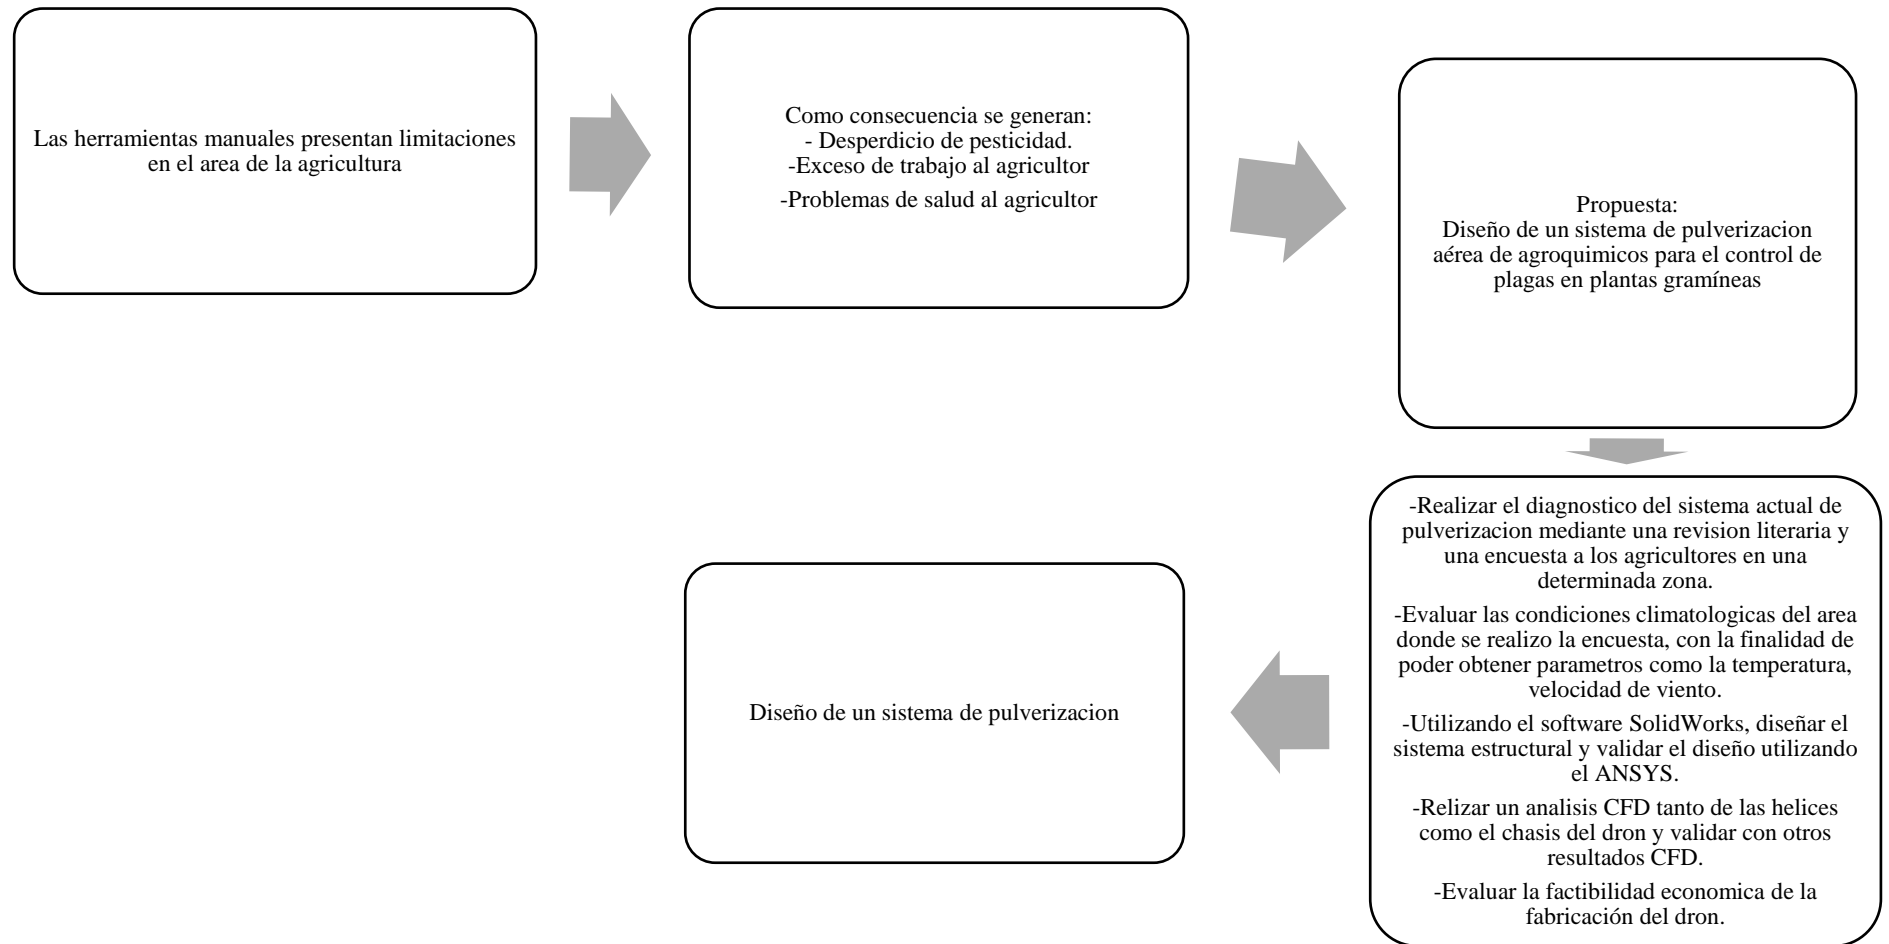 Las herramientas manuales presentan limitaciones
en el area de la agricultura
Como consecuencia se generan:
- Desperdicio de pesticidad.
-Exceso de trabajo al agricultor
-Problemas de salud al agricultor
Propuesta:
Diseño de un sistema de pulverizacion
aérea de agroquimicos para el control de
plagas en plantas gramíneas
-Realizar el diagnostico del sistema actual de
pulverizacion mediante una revision literaria y
una encuesta a los agricultores en una
determinada zona.
-Evaluar las condiciones climatologicas del area
donde se realizo la encuesta, con la finalidad de
poder obtener parametros como la temperatura,
velocidad de viento.
-Utilizando el software SolidWorks, diseñar el
sistema estructural y validar el diseño utilizando
el ANSYS.
-Relizar un analisis CFD tanto de las helices
como el chasis del dron y validar con otros
resultados CFD.
-Evaluar la factibilidad economica de la
fabricación del dron.
Diseño de un sistema de pulverizacion